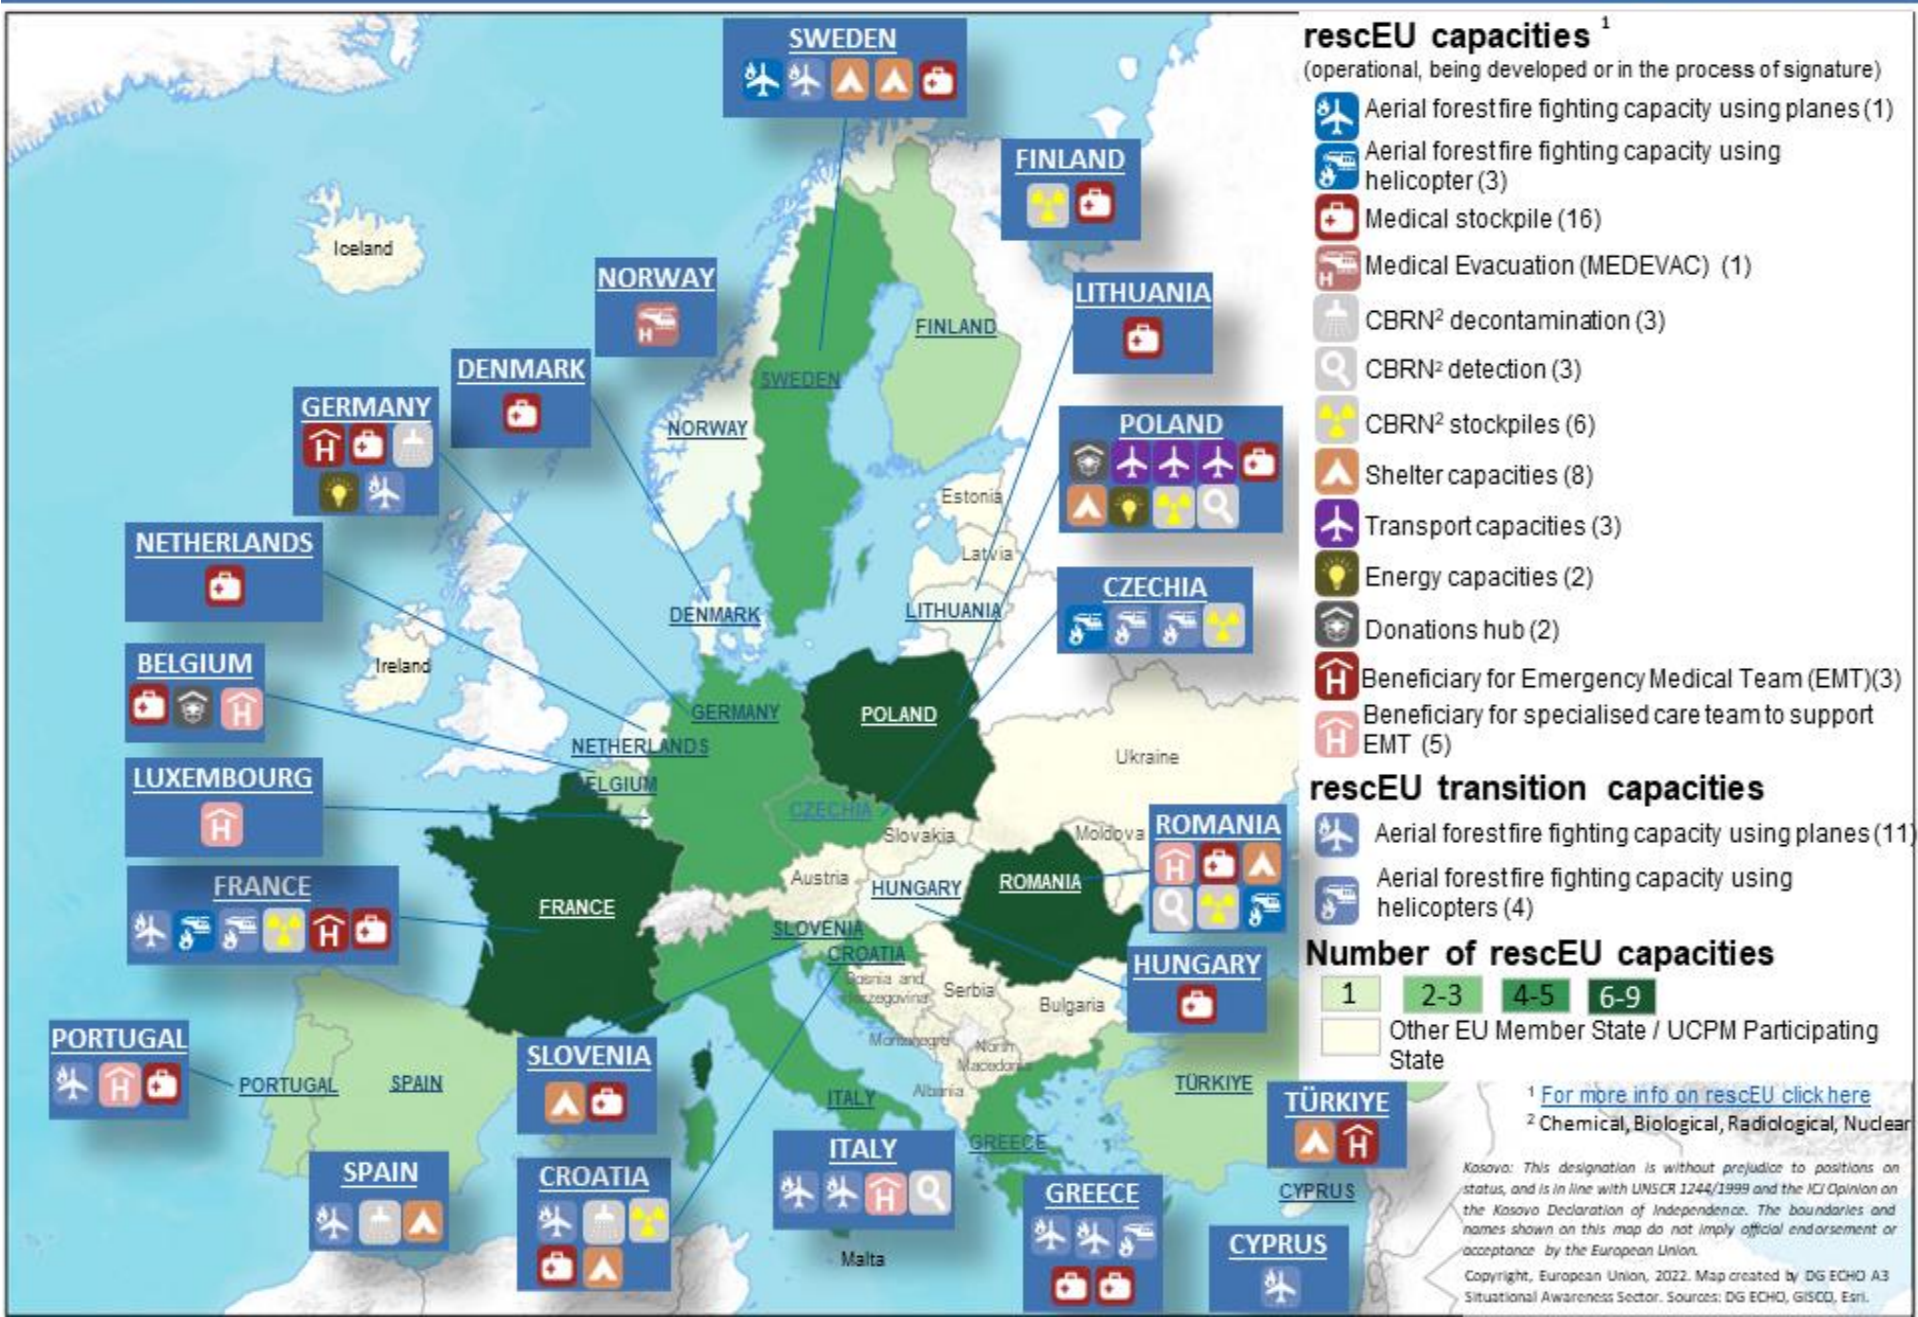 SWEDEN
FINLAND
Iceland
NORWAY
LITHUANIA
DENMARK
FINLAND
SWEDEN
GERMANY
NORWAY
POLAND
Estonia
NETHERLANDS
Latvia
CZECHIA
DENMARK
LITHUANIA
BELGIUM
Ireland
GERMANY
POLAND
NETHERLANDS
Ukraine
LUXEMBOURG
BELGIUM
CZECHIA
Slovakia
Moldova
ROMANIA
FRANCE
Austria
HUNGARY
ROMANIA
FRANCE
SLOVENIA
CROATIA
HUNGARY
Bosnia and
Herzegovina
Serbia
Bulgaria
PORTUGAL
SLOVENIA
Montenegro
North
Macedonia
PORTUGAL
SPAIN
ITALY
Albania
TÜRKIYE
TÜRKIYE
SPAIN
CROATIA
ITALY
GREECE
GREECE
CYPRUS
Malta
CYPRUS
rescEU capacities 1
(operational, being developed or in the process of signature)
Aerial forest fire fighting capacity using planes (1)
Aerial forest fire fighting capacity using
helicopter (3)
Medical stockpile (16)
Medical Evacuation (MEDEVAC) (1)
CBRN² decontamination (3)
CBRN² detection (3)
CBRN² stockpiles (6)
Shelter capacities (8)
Transport capacities (3)
Energy capacities (2)
Donations hub (2)
Beneficiary for Emergency Medical Team (EMT)(3)
Beneficiary for specialised care team to support
EMT (5)
rescEU transition capacities
Aerial forest fire fighting capacity using planes (11)
Aerial forest fire fighting capacity using
helicopters (4)
Number of rescEU capacities
1 2-3 4-5 6-9
Other EU Member State / UCPM Participating
State
1 For more info on rescEU click here
2 Chemical, Biological, Radiological, Nuclear
Kosovo: This designation is without prejudice to positions on
status, and is in line with UNSCR 1244/1999 and the ICJ Opinion on
the Kosovo Declaration of Independence. The boundaries and
names shown on this map do not imply official endorsement or
acceptance by the European Union.
Copyright, European Union, 2022. Map created by DG ECHO A3
Situational Awareness Sector. Sources: DG ECHO, GISCO, Esri.